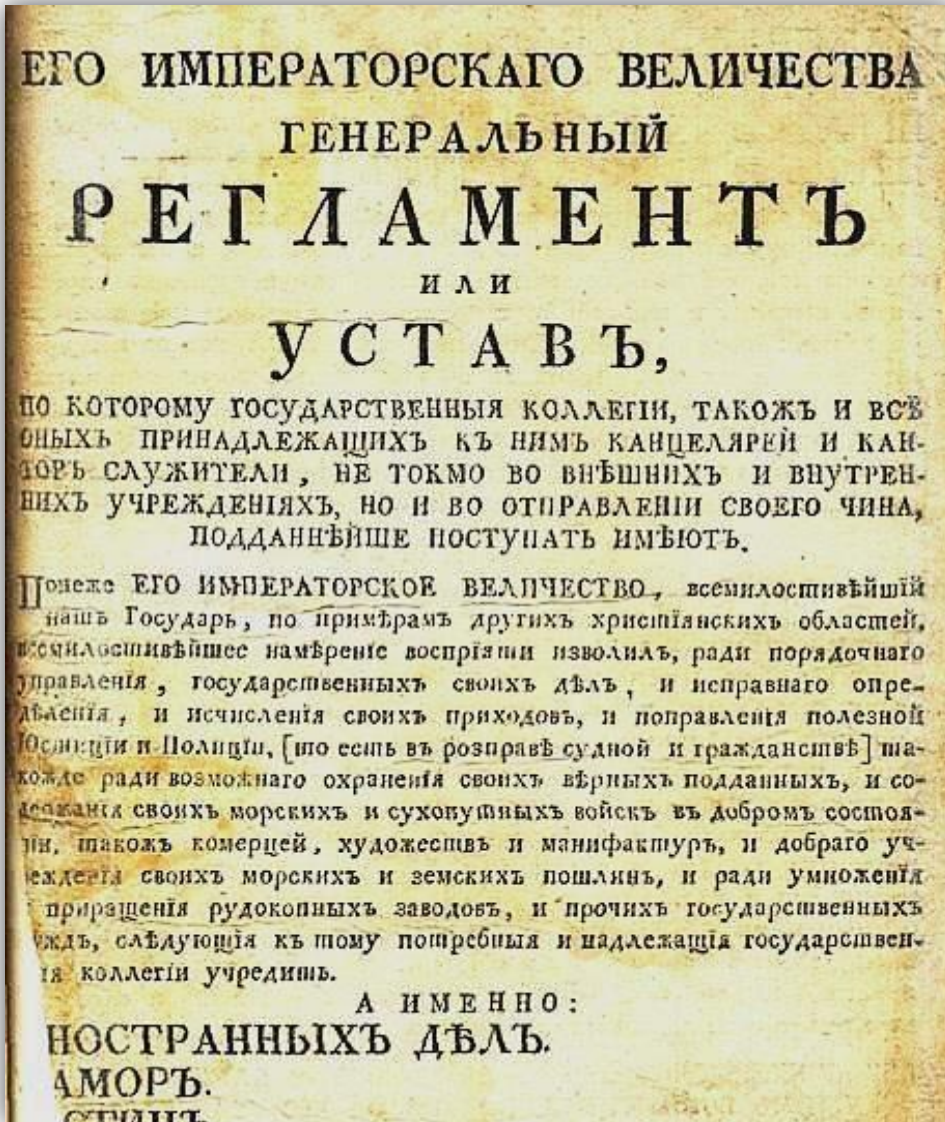 ЕГО ИМПЕРАТОРСКАГО ВЕЛИЧЕСТВА
ГЕНЕРАЛЬНЫЙ
РЕГЛАМЕНТЪ
ИЛИ
УСТАВЪ,
ПО КОТОРОМУ ГОСУДАРСТВЕННЫЯ КОЛЛЕГІИ, ТАКОЖЪ И ВСѢ
ОНЫХЪ ПРИНАДЛЕЖАЩИХЪ КЪ НИМЪ КАНЦЕЛЯРЕЙ И КАН-
ТОРЪ СЛУЖИТЕЛИ, НЕ ТОКМО ВО ВНѢШНИХЪ И ВНУТРЕН-
НИХЪ УЧРЕЖДЕНІЯХЪ, НО И ВО ОТПРАВЛЕНІИ СВОЕГО ЧИНА,
ПОДДАННѢЙШЕ ПОСТУПАТЬ ИМѢЮТЪ.
Понеже ЕГО ИМПЕРАТОРСКОЕ ВЕЛИЧЕСТВО, всемилостивѣйшій
нашъ Государь, по примѣрамъ другихъ христіянскихъ областей,
всемилостивѣйшее намѣреніе воспріяти изволилъ, ради порядочнаго
управленія, государственныхъ своихъ дѣлъ, и исправнаго опре-
дѣленія, и исчисленія своихъ приходовъ, и поправленія полезной
Юстиціи и Полиціи, [то есть въ розправѣ судной и гражданствѣ] та-
кожде ради возможнаго охраненія своихъ вѣрныхъ подданныхъ, и со-
держанія своихъ морскихъ и сухопутныхъ войскъ въ добромъ состоя-
ніи, такожъ комерцей, художествъ и манифактуръ, и добраго уч-
режденія своихъ морскихъ и земскихъ пошлинъ, и ради умноженія
приращенія рудокопныхъ заводовъ, и прочихъ государственныхъ
уждъ, слѣдующія къ тому потребныя и надлежащія государствен-
ія коллегіи учредить.
А ИМЕННО:
НОСТРАННЫХЪ ДѢЛЪ.
АМОРЪ.